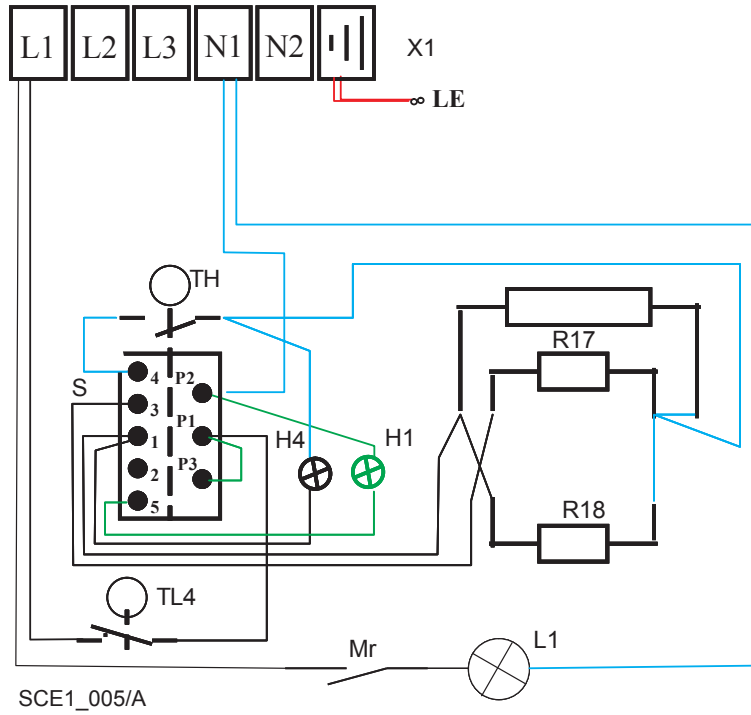 L1 L2 L3 N1 N2 X1
LE
TH
R17
S 4 P2
3
1 P1 H4 H1
2 P3
5
R18
TL4
Mr L1
SCE1_005/A